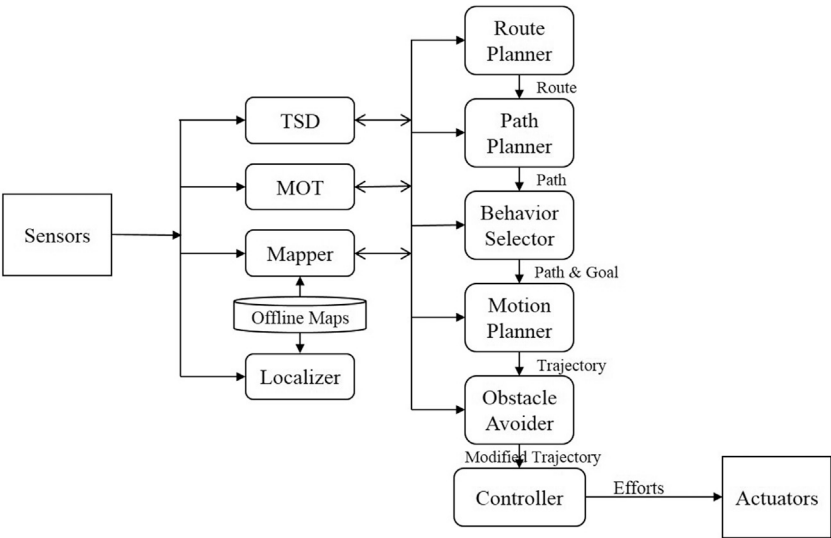 Route
Planner
Route
TSD
Path
Planner
MOT
Path
Sensors
Behavior
Selector
Mapper
Path & Goal
Offline Maps
Motion
Planner
Localizer
Trajectory
Obstacle
Avoider
Modified Trajectory
Controller
Efforts
Actuators